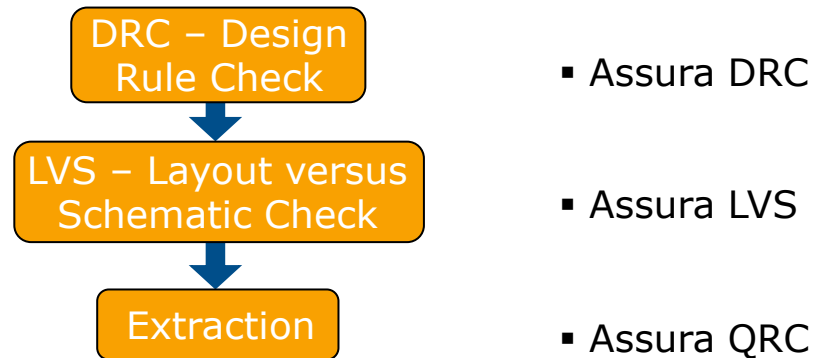 DRC – Design
Rule Check
▪ Assura DRC
LVS – Layout versus
Schematic Check
▪ Assura LVS
Extraction
▪ Assura QRC